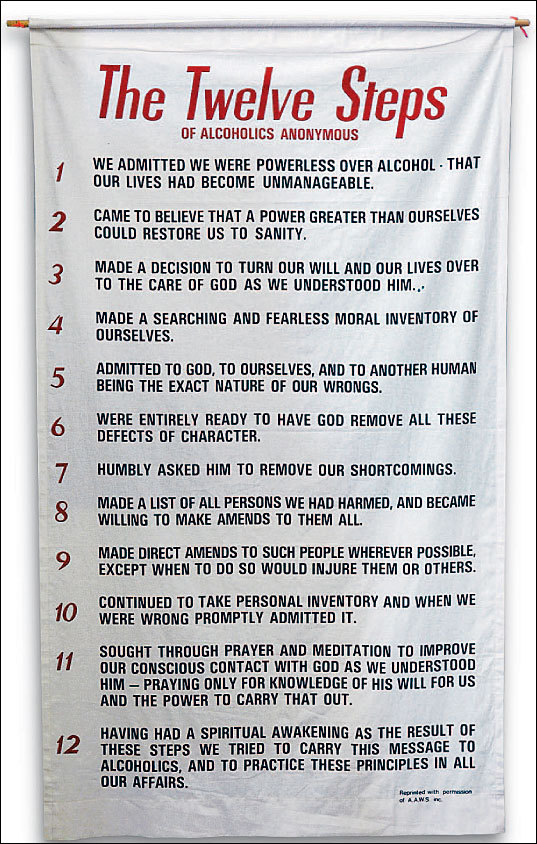 The Twelve Steps
OF ALCOHOLICS ANONYMOUS
1 WE ADMITTED WE WERE POWERLESS OVER ALCOHOL - THAT
OUR LIVES HAD BECOME UNMANAGEABLE.
2 CAME TO BELIEVE THAT A POWER GREATER THAN OURSELVES
COULD RESTORE US TO SANITY.
3 MADE A DECISION TO TURN OUR WILL AND OUR LIVES OVER
TO THE CARE OF GOD AS WE UNDERSTOOD HIM...
4 MADE A SEARCHING AND FEARLESS MORAL INVENTORY OF
OURSELVES.
5 ADMITTED TO GOD, TO OURSELVES, AND TO ANOTHER HUMAN
BEING THE EXACT NATURE OF OUR WRONGS.
6 WERE ENTIRELY READY TO HAVE GOD REMOVE ALL THESE
DEFECTS OF CHARACTER.
7 HUMBLY ASKED HIM TO REMOVE OUR SHORTCOMINGS.
8 MADE A LIST OF ALL PERSONS WE HAD HARMED, AND BECAME
WILLING TO MAKE AMENDS TO THEM ALL.
9 MADE DIRECT AMENDS TO SUCH PEOPLE WHEREVER POSSIBLE,
EXCEPT WHEN TO DO SO WOULD INJURE THEM OR OTHERS.
10 CONTINUED TO TAKE PERSONAL INVENTORY AND WHEN WE
WERE WRONG PROMPTLY ADMITTED IT.
11 SOUGHT THROUGH PRAYER AND MEDITATION TO IMPROVE
OUR CONSCIOUS CONTACT WITH GOD AS WE UNDERSTOOD
HIM — PRAYING ONLY FOR KNOWLEDGE OF HIS WILL FOR US
AND THE POWER TO CARRY THAT OUT.
12 HAVING HAD A SPIRITUAL AWAKENING AS THE RESULT OF
THESE STEPS WE TRIED TO CARRY THIS MESSAGE TO
ALCOHOLICS, AND TO PRACTICE THESE PRINCIPLES IN ALL
OUR AFFAIRS.
Reprinted with permission
of A.A.W.S inc.